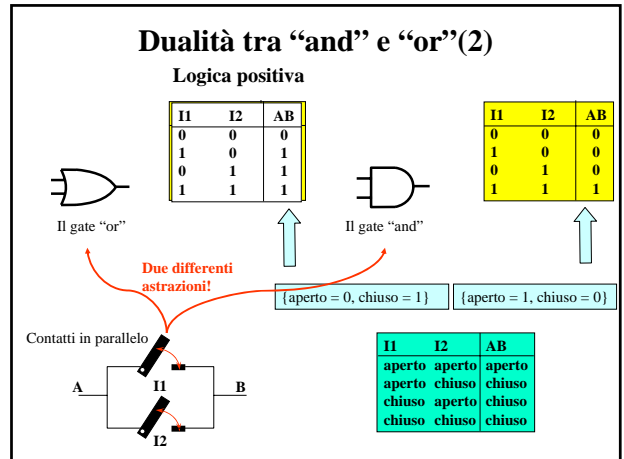 Dualità tra “and” e “or”(2)
Logica positiva
I1 I2 AB
0 0 0
1 0 1
0 1 1
1 1 1
I1 I2 AB
0 0 0
1 0 0
0 1 0
1 1 1
Il gate “or”
Il gate “and”
Due differenti
astrazioni!
{aperto = 0, chiuso = 1}
{aperto = 1, chiuso = 0}
Contatti in parallelo
A
I1
B
I2
I1 I2 AB
aperto aperto aperto
aperto chiuso chiuso
chiuso aperto chiuso
chiuso chiuso chiuso